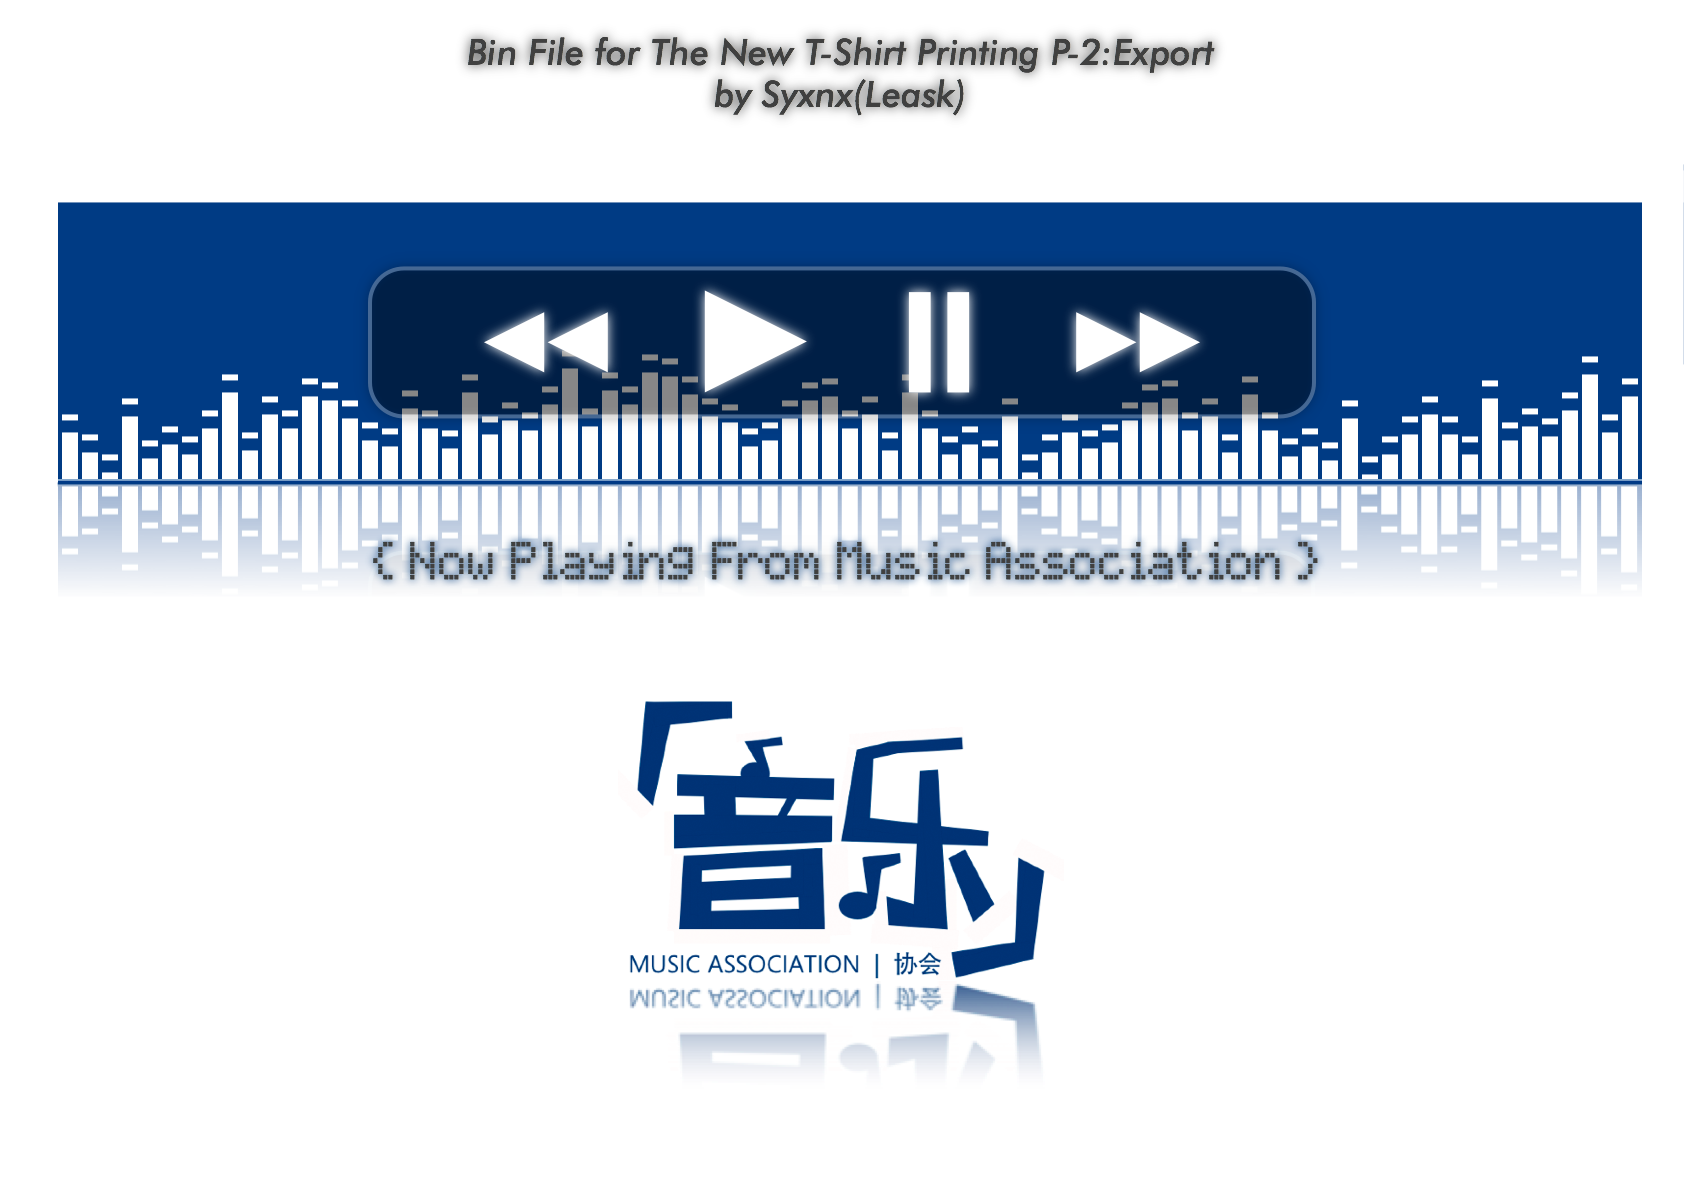 Bin File for The New T-Shirt Printing P-2:Export
by Syxnx(Leask)
( Now Playing From Music Association )
「音乐」
MUSIC ASSOCIATION | 协会